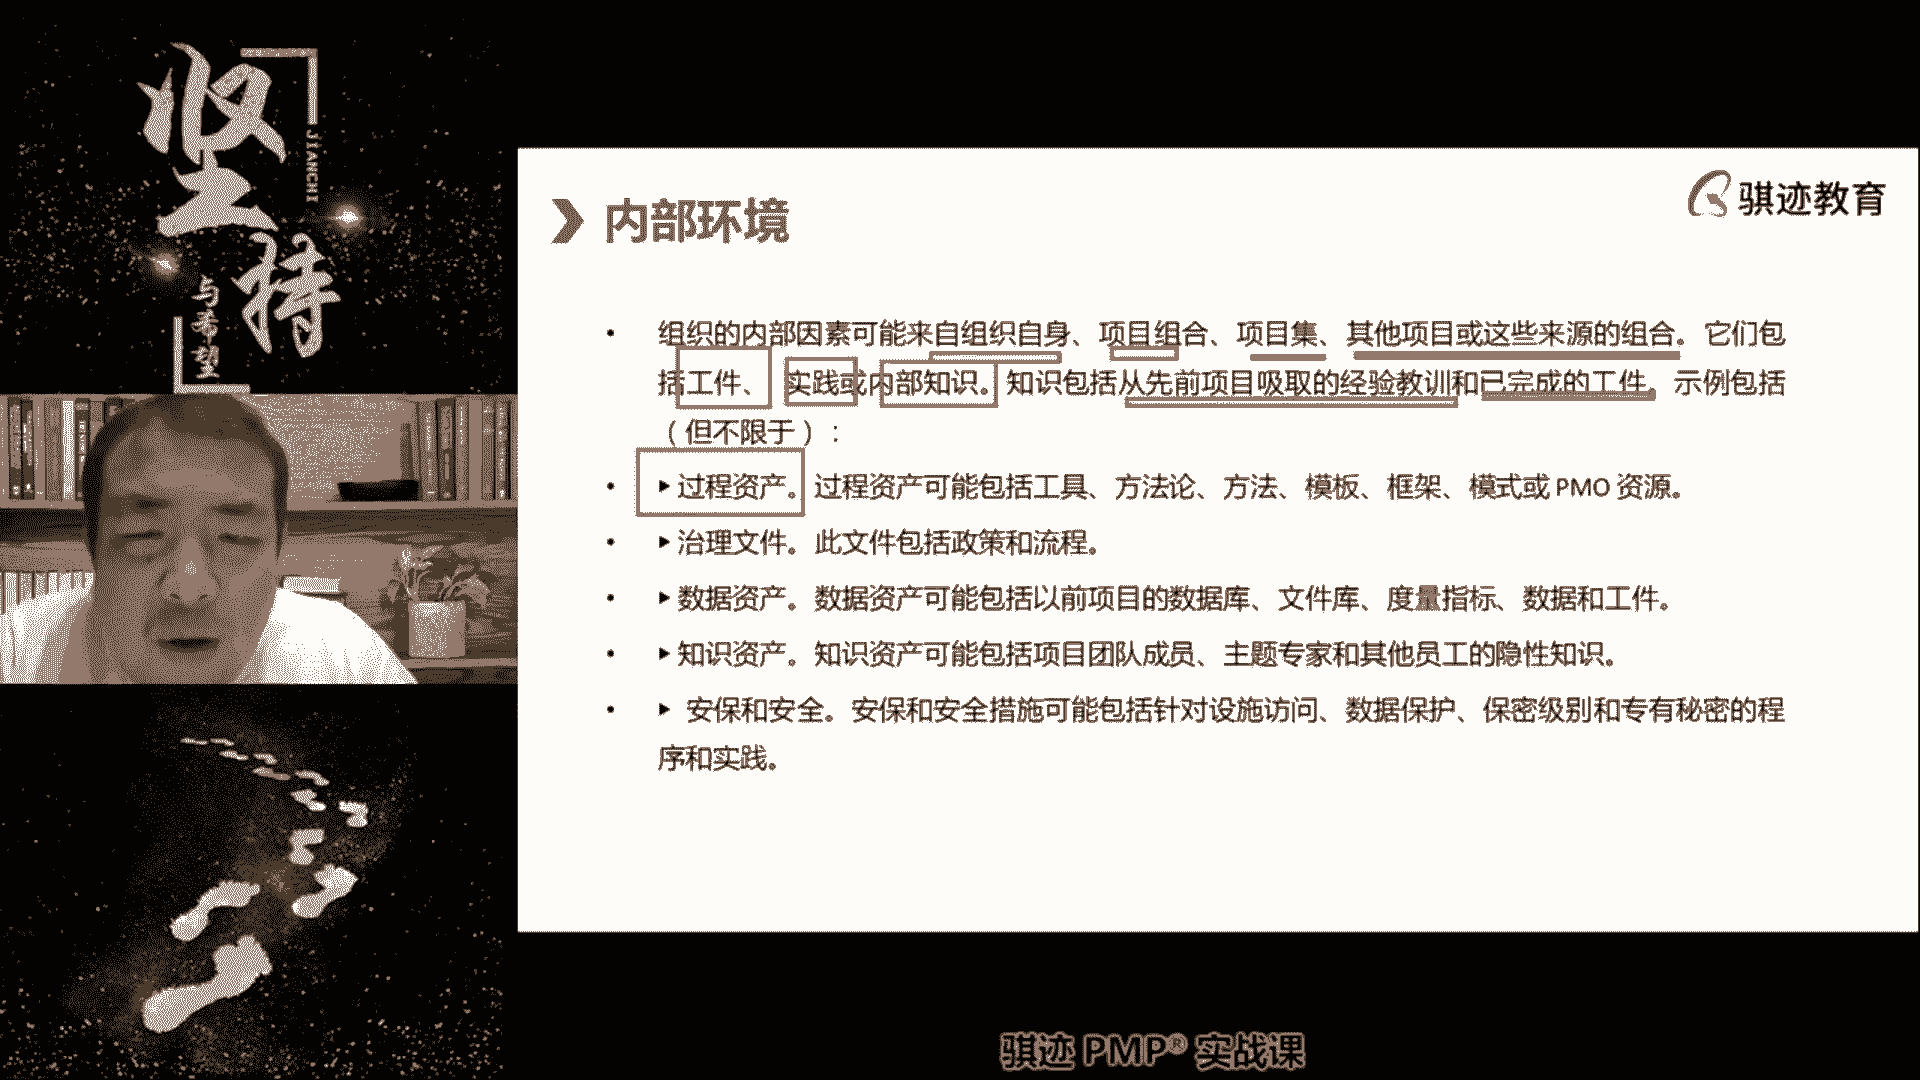 坚持
JIANCHI
与希望
骐迹教育
内部环境
• 组织的内部因素可能来自组织自身、项目组合、项目集、其他项目或这些来源的组合。它们包
括工件、实践或内部知识。知识包括从先前项目吸取的经验教训和已完成的工件。示例包括
（但不限于）：
• ▸过程资产。过程资产可能包括工具、方法论、方法、模板、框架、模式或 PMO 资源。
• ▸治理文件。此文件包括政策和流程。
• ▸数据资产。数据资产可能包括以前项目的数据库、文件库、度量指标、数据和工件。
• ▸知识资产。知识资产可能包括项目团队成员、主题专家和其他员工的隐性知识。
• ▸ 安保和安全。安保和安全措施可能包括针对设施访问、数据保护、保密级别和专有秘密的程
序和实践。
骐迹 PMP® 实战课